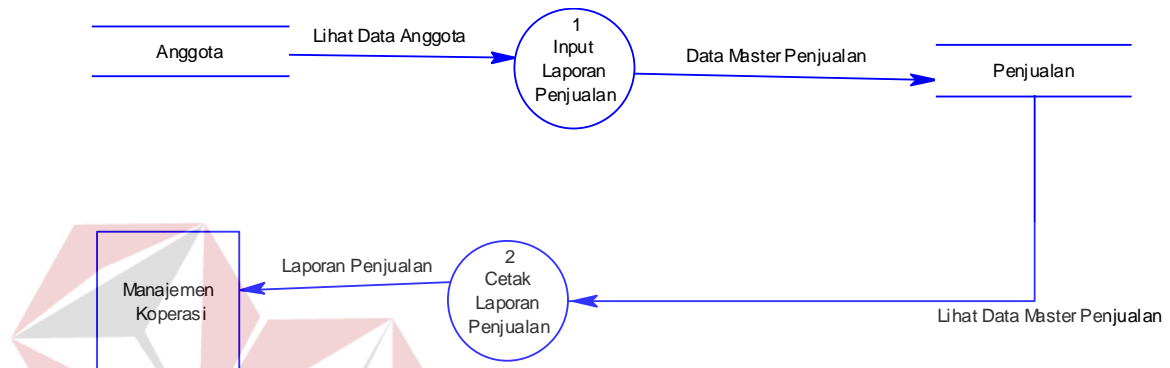 Anggota
Lihat Data Anggota
1
Input
Laporan
Penjualan
Data Master Penjualan
Penjualan
Manajemen
Koperasi
Laporan Penjualan
2
Cetak
Laporan
Penjualan
Lihat Data Master Penjualan